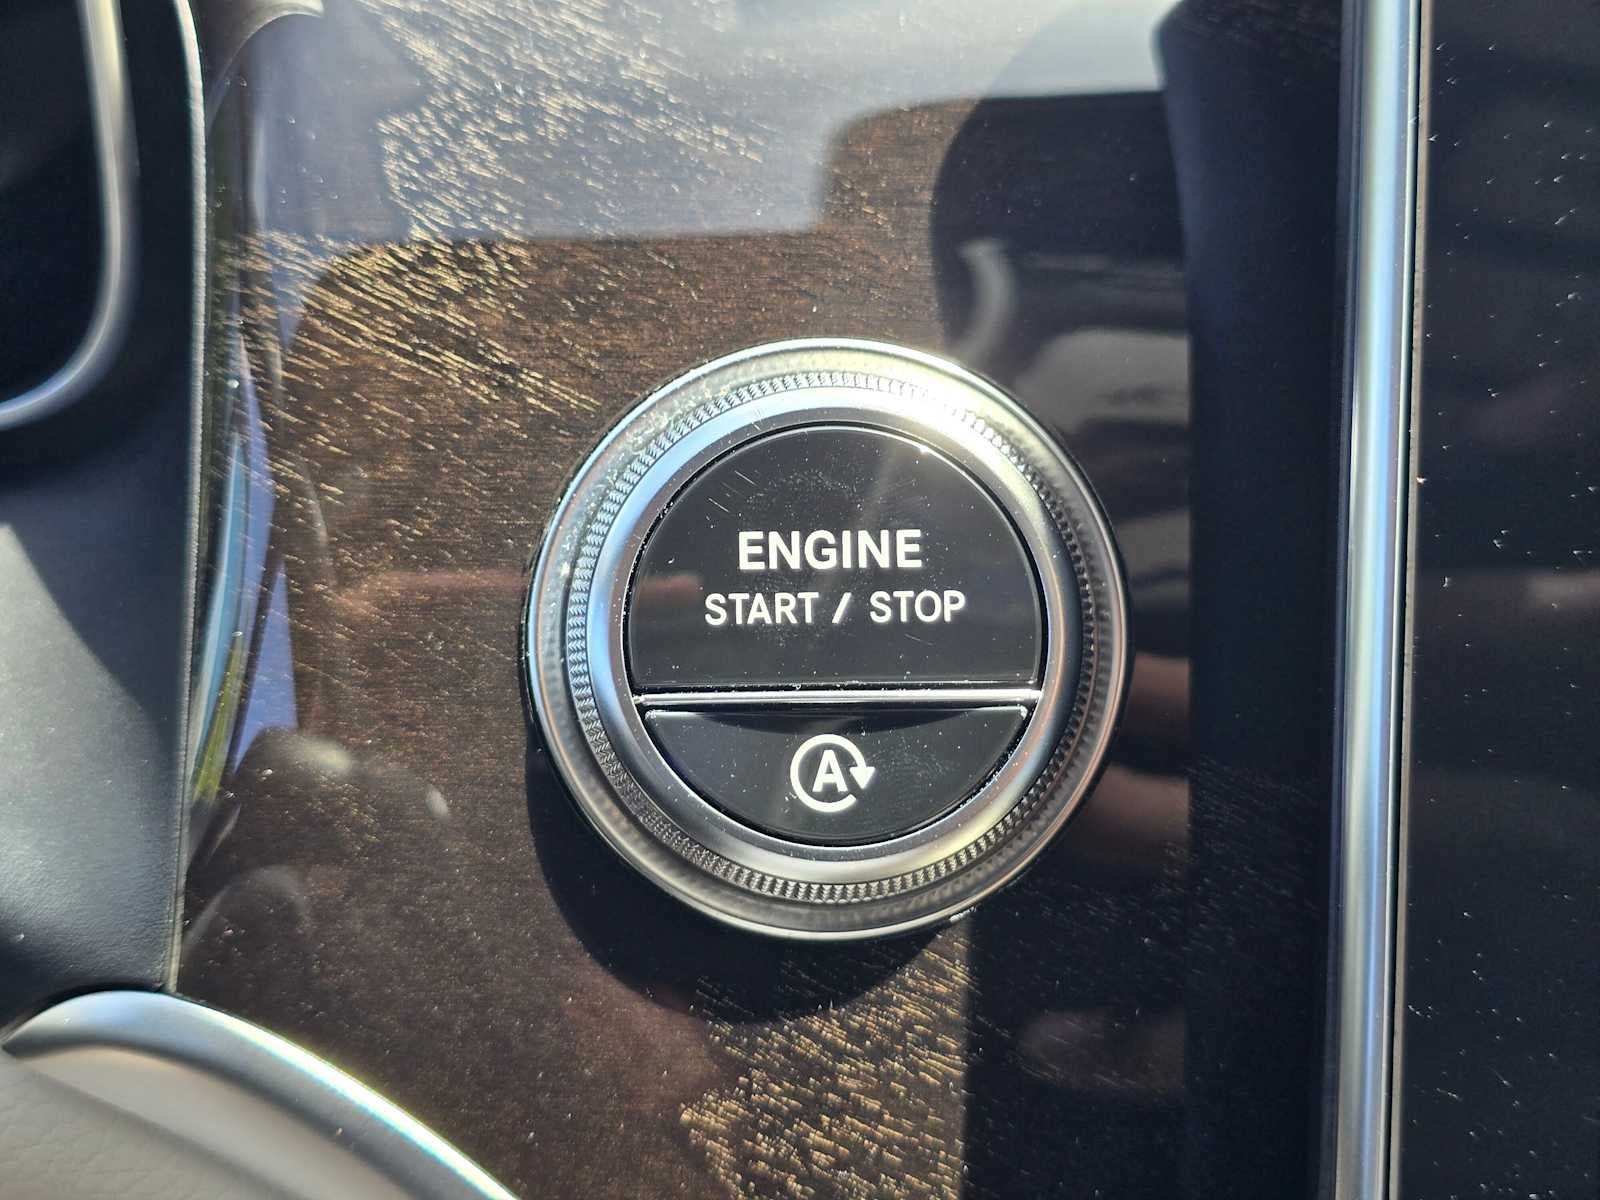 ENGINE
START / STOP
A